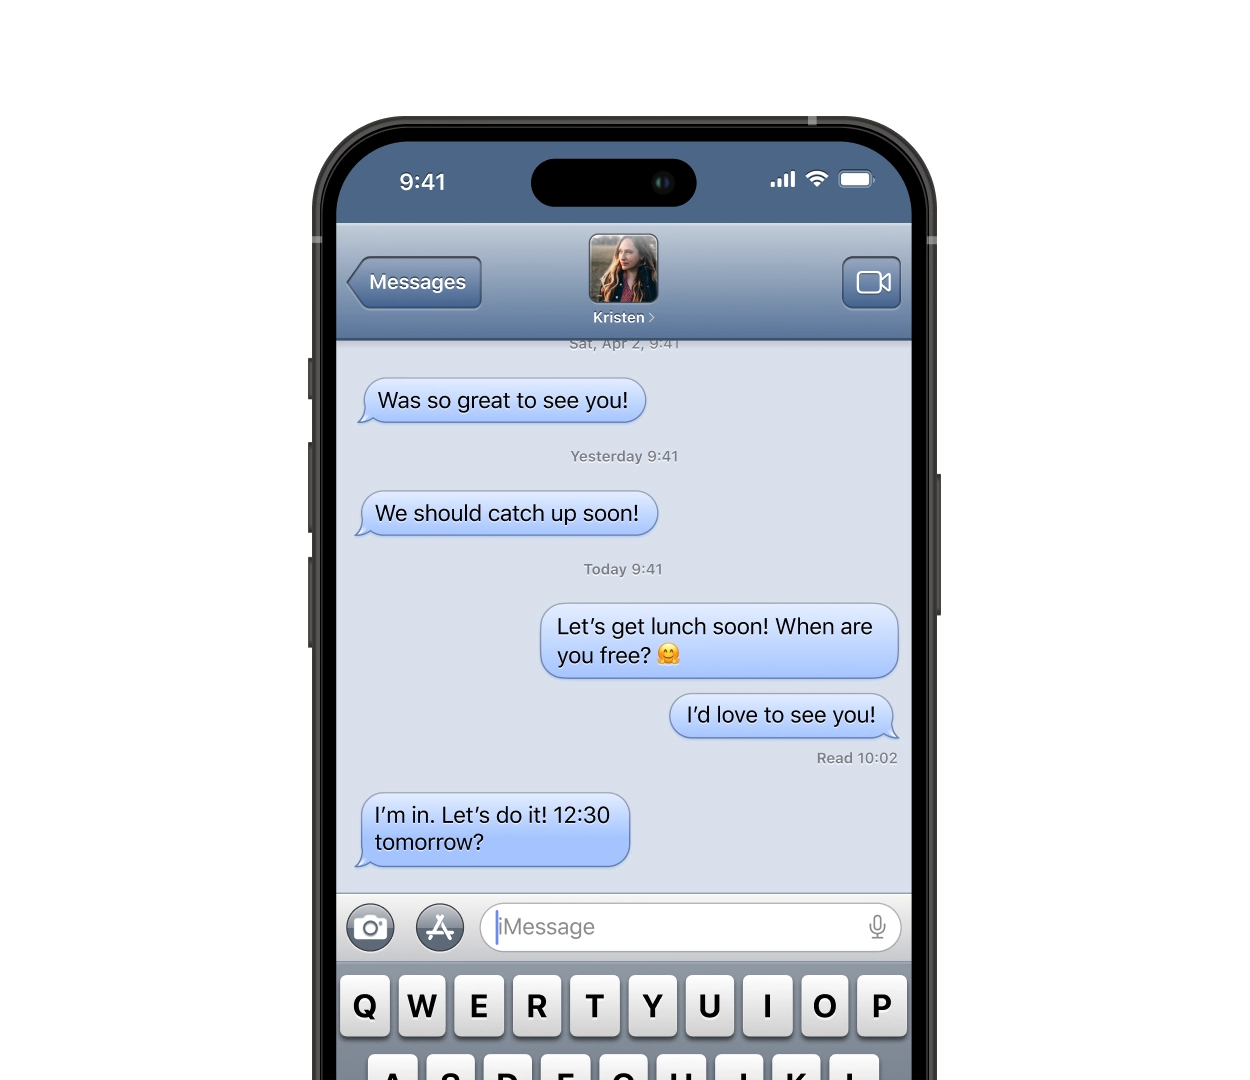 9:41
Messages
Kristen
Sat, Apr 2, 9:41
Was so great to see you!
Yesterday 9:41
We should catch up soon!
Today 9:41
Let’s get lunch soon! When are
you free? 🤗
I’d love to see you!
Read 10:02
I’m in. Let’s do it! 12:30
tomorrow?
iMessage
Q W E R T Y U I O P
A S D F G H J K L